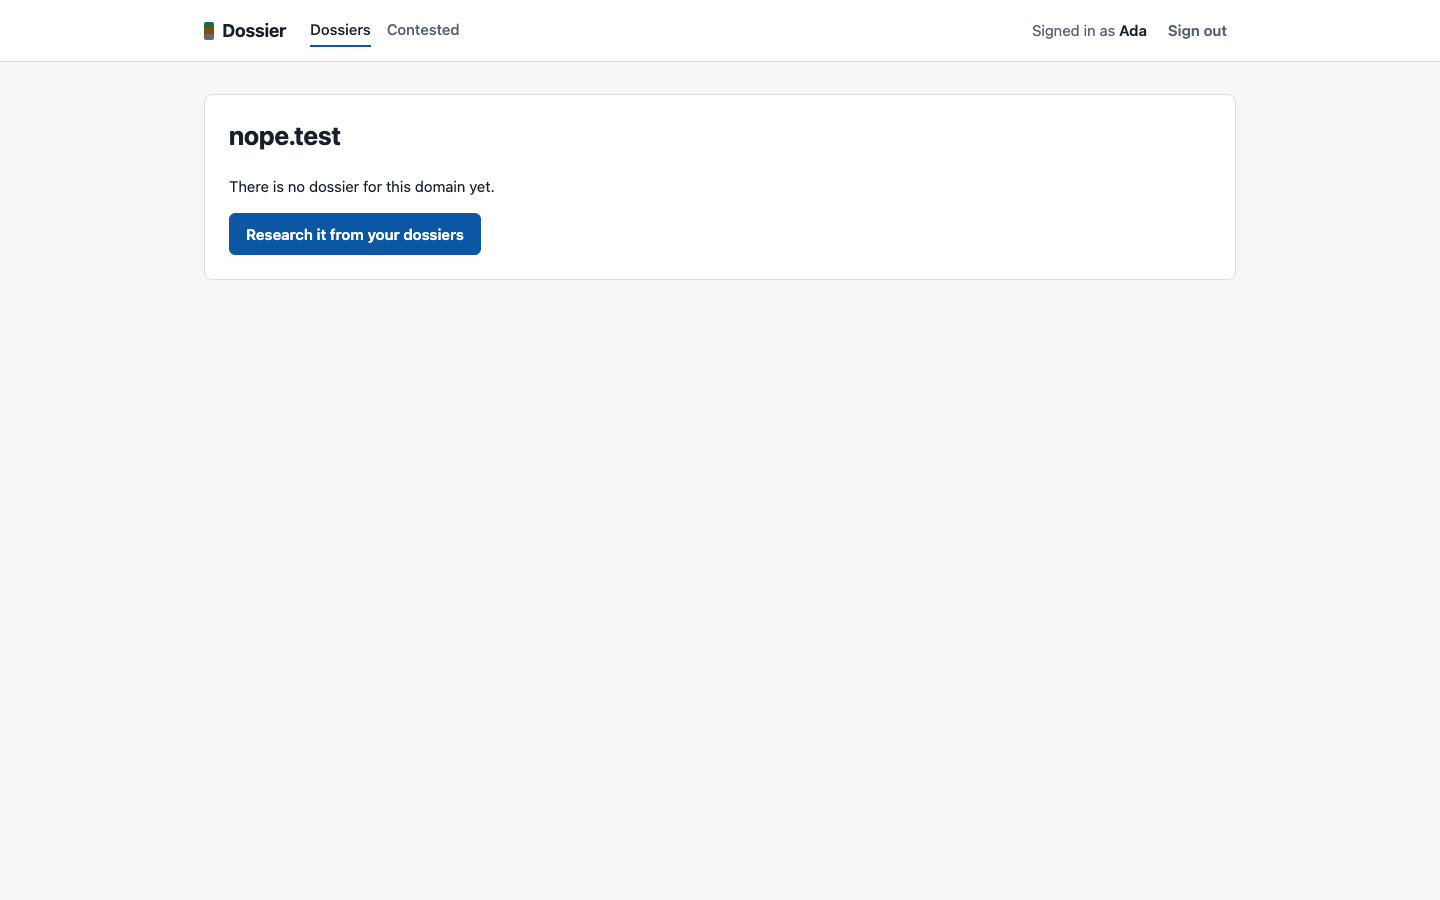 Dossier Dossiers Contested Signed in as Ada Sign out
nope.test
There is no dossier for this domain yet.
Research it from your dossiers